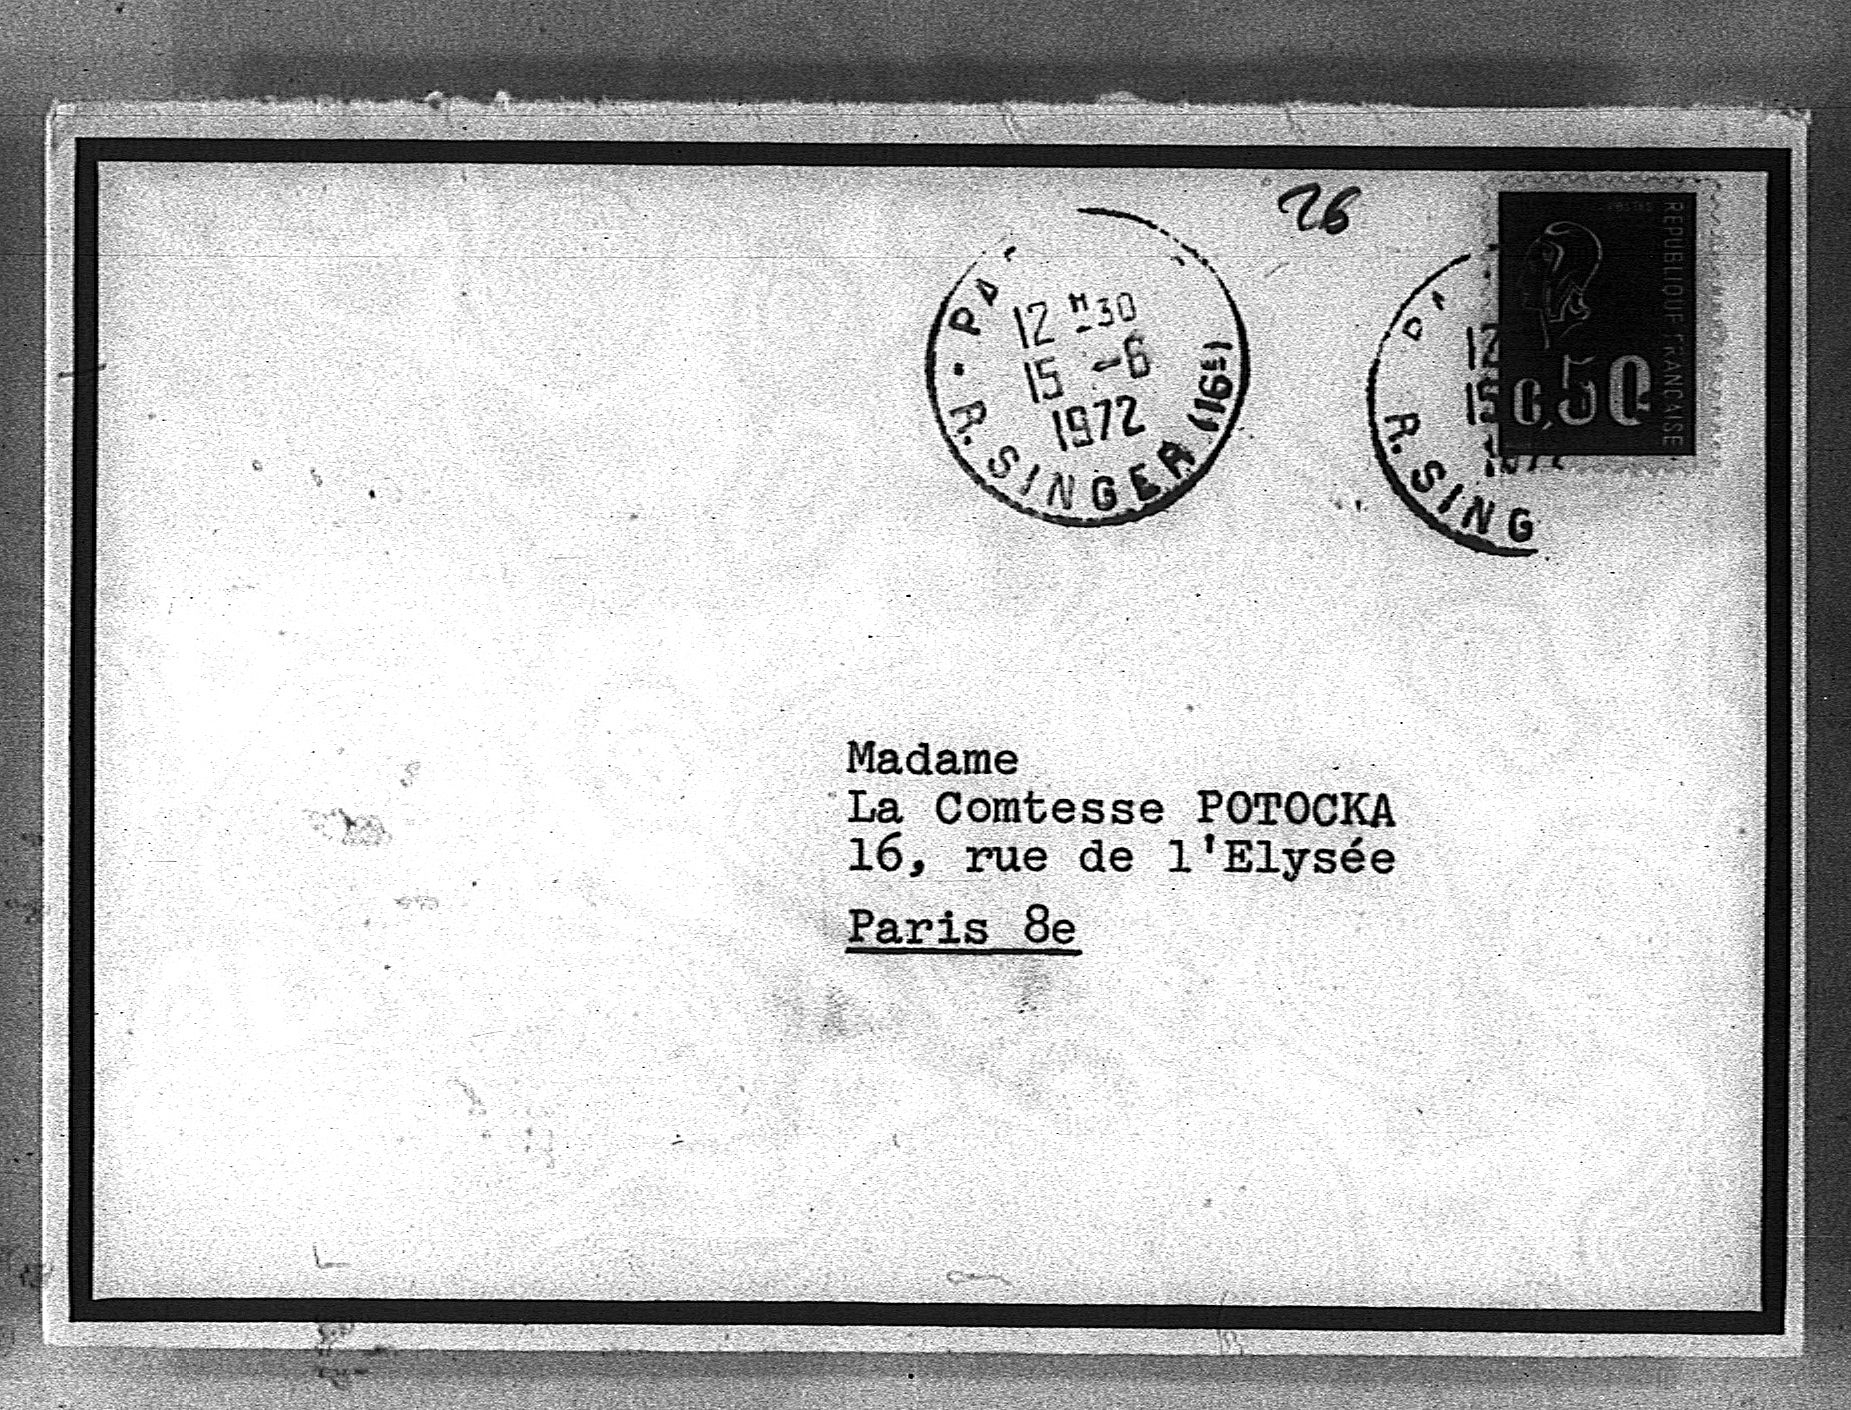 26
PA
12 H 30
15 -6
1972
R. SINGER (16E)
R. SING
REPUBLIQUE FRANCAISE
0,50
Madame
La Comtesse POTOCKA
16, rue de l'Elysée
Paris 8e